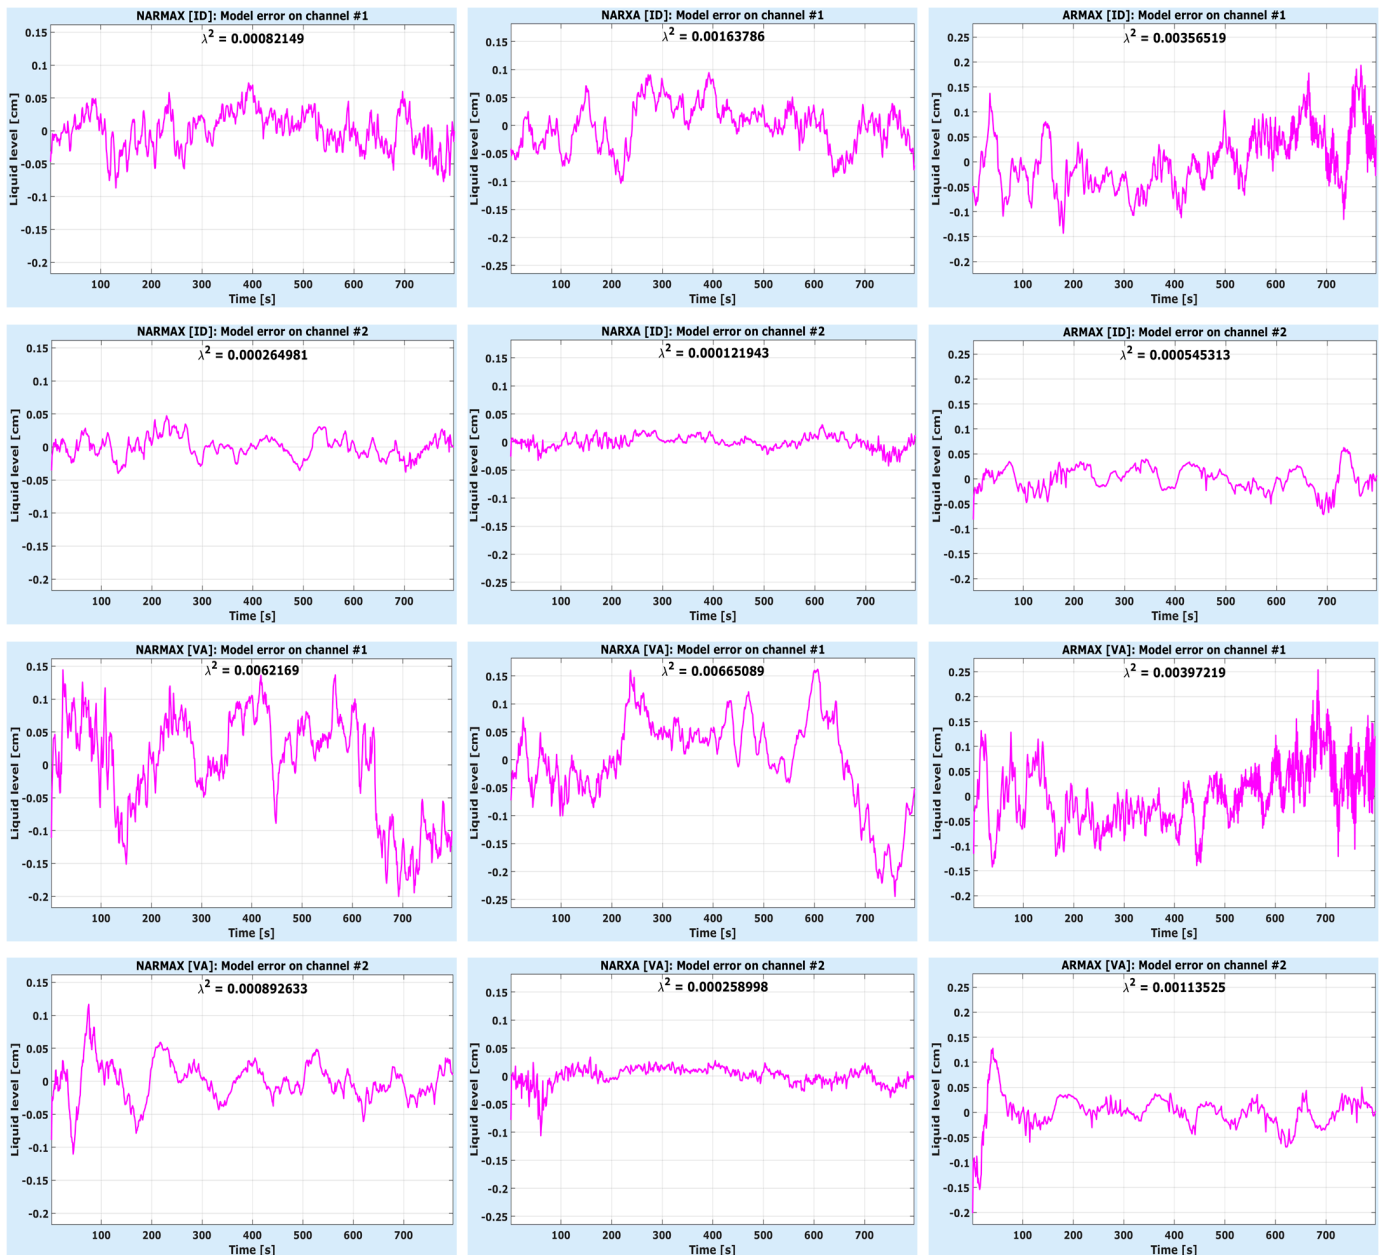 NARMAX [ID]: Model error on channel #1
λ² = 0.00082149
Liquid level [cm]
0.15
0.1
0.05
0
-0.05
-0.1
-0.15
-0.2
100 200 300 400 500 600 700
Time [s]
NARXA [ID]: Model error on channel #1
λ² = 0.00163786
Liquid level [cm]
0.15
0.1
0.05
0
-0.05
-0.1
-0.15
-0.2
-0.25
100 200 300 400 500 600 700
Time [s]
ARMAX [ID]: Model error on channel #1
λ² = 0.00356519
Liquid level [cm]
0.25
0.2
0.15
0.1
0.05
0
-0.05
-0.1
-0.15
-0.2
100 200 300 400 500 600 700
Time [s]
NARMAX [ID]: Model error on channel #2
λ² = 0.000264981
Liquid level [cm]
0.15
0.1
0.05
0
-0.05
-0.1
-0.15
-0.2
100 200 300 400 500 600 700
Time [s]
NARXA [ID]: Model error on channel #2
λ² = 0.000121943
Liquid level [cm]
0.15
0.1
0.05
0
-0.05
-0.1
-0.15
-0.2
-0.25
100 200 300 400 500 600 700
Time [s]
ARMAX [ID]: Model error on channel #2
λ² = 0.000545313
Liquid level [cm]
0.25
0.2
0.15
0.1
0.05
0
-0.05
-0.1
-0.15
-0.2
100 200 300 400 500 600 700
Time [s]
NARMAX [VA]: Model error on channel #1
λ² = 0.0062169
Liquid level [cm]
0.15
0.1
0.05
0
-0.05
-0.1
-0.15
-0.2
100 200 300 400 500 600 700
Time [s]
NARXA [VA]: Model error on channel #1
λ² = 0.00665089
Liquid level [cm]
0.15
0.1
0.05
0
-0.05
-0.1
-0.15
-0.2
-0.25
100 200 300 400 500 600 700
Time [s]
ARMAX [VA]: Model error on channel #1
λ² = 0.00397219
Liquid level [cm]
0.25
0.2
0.15
0.1
0.05
0
-0.05
-0.1
-0.15
-0.2
100 200 300 400 500 600 700
Time [s]
NARMAX [VA]: Model error on channel #2
λ² = 0.000892633
Liquid level [cm]
0.15
0.1
0.05
0
-0.05
-0.1
-0.15
-0.2
100 200 300 400 500 600 700
Time [s]
NARXA [VA]: Model error on channel #2
λ² = 0.000258998
Liquid level [cm]
0.15
0.1
0.05
0
-0.05
-0.1
-0.15
-0.2
-0.25
100 200 300 400 500 600 700
Time [s]
ARMAX [VA]: Model error on channel #2
λ² = 0.00113525
Liquid level [cm]
0.25
0.2
0.15
0.1
0.05
0
-0.05
-0.1
-0.15
-0.2
100 200 300 400 500 600 700
Time [s]